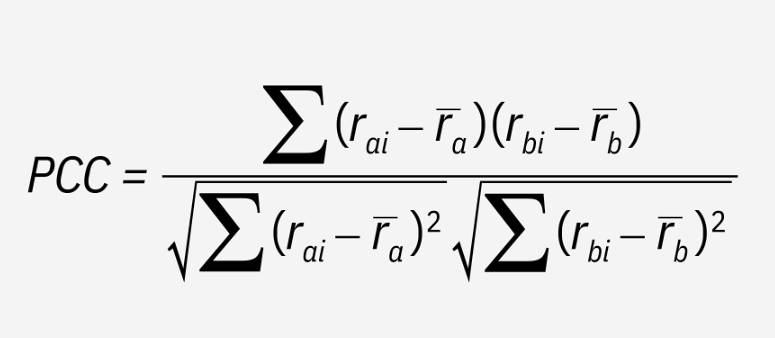 PCC = ∑(r_ai − r̅_a)(r_bi − r̅_b) / √∑(r_ai − r̅_a)² √∑(r_bi − r̅_b)²